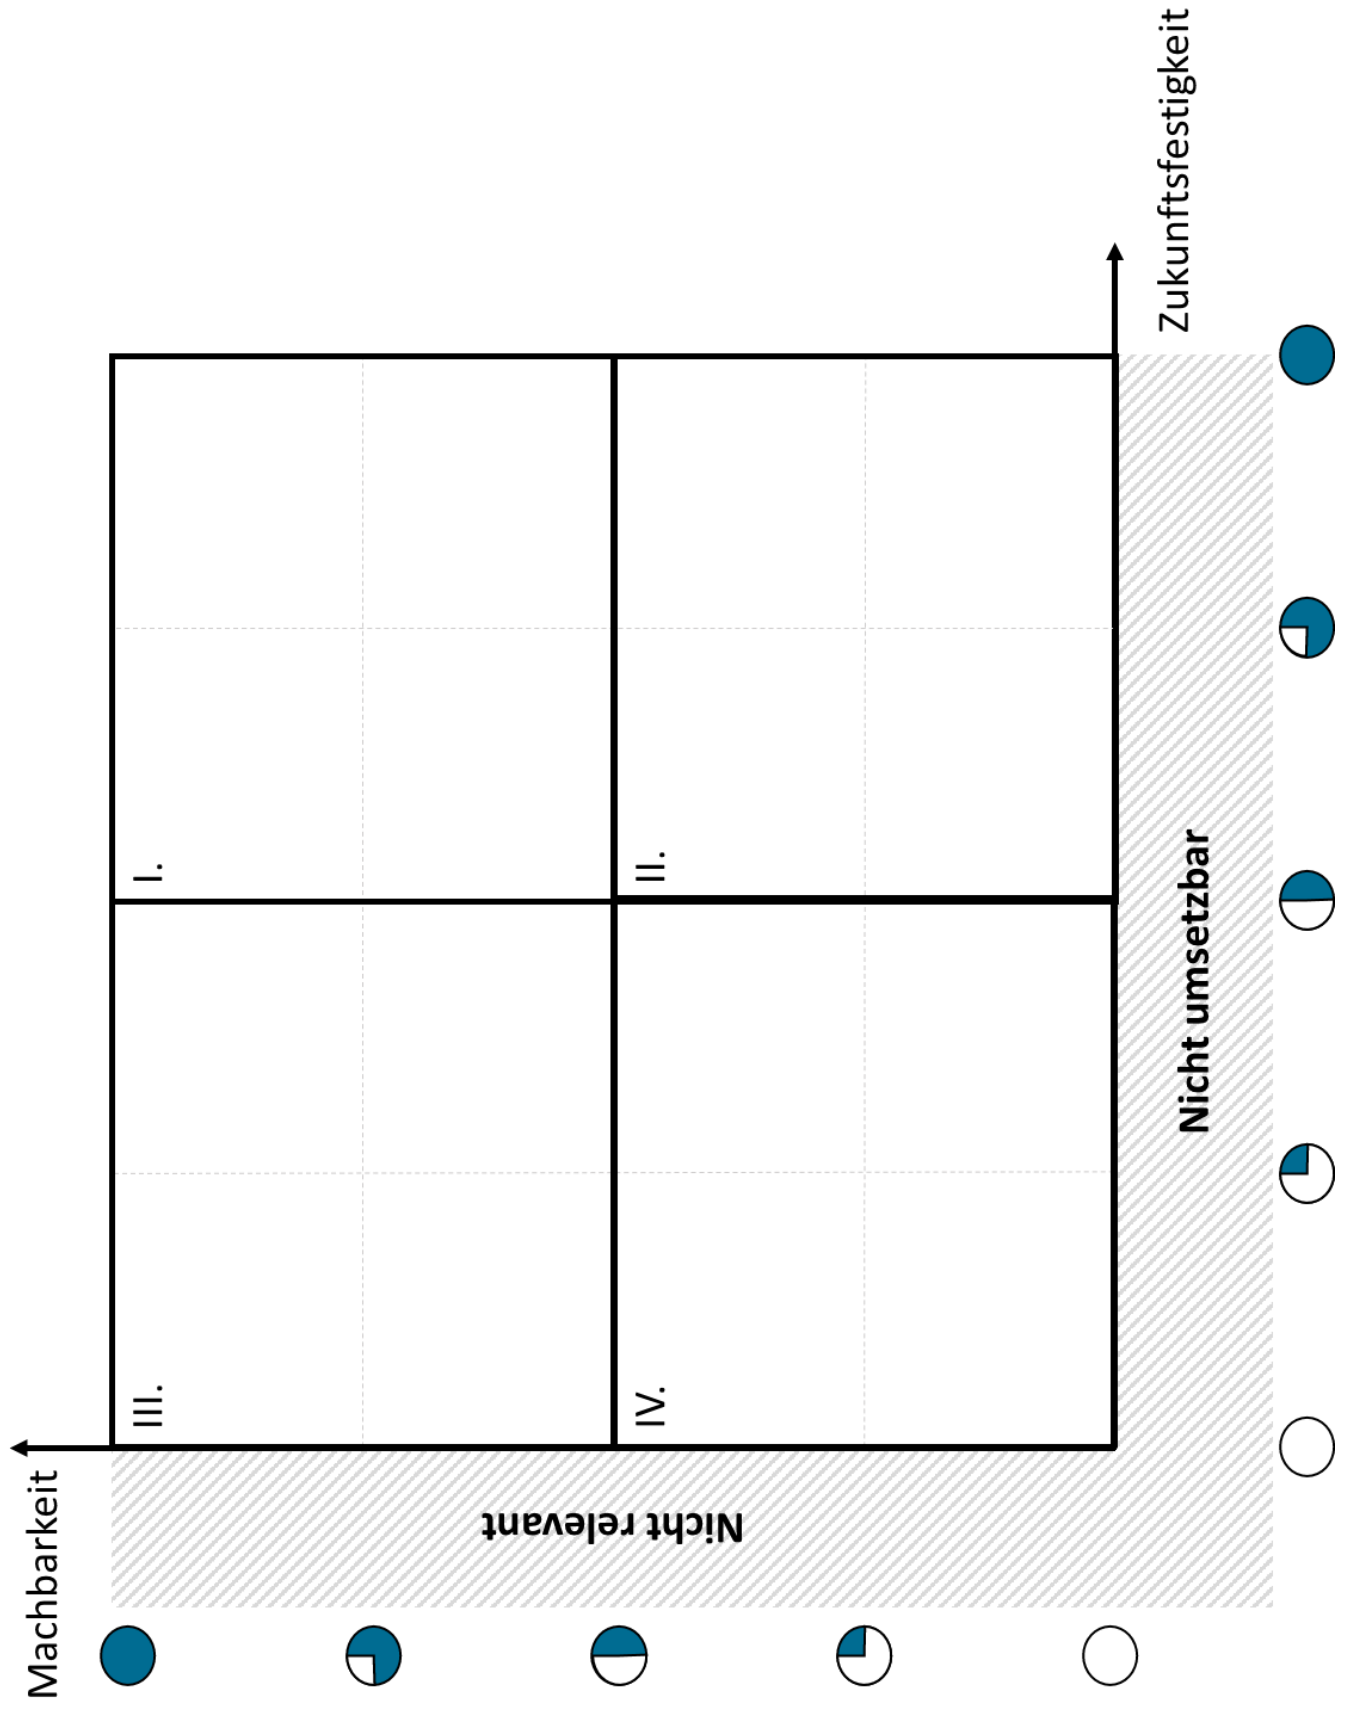 Machbarkeit
III.
I.
IV.
II.
Nicht relevant
Nicht umsetzbar
Zukunftsfestigkeit